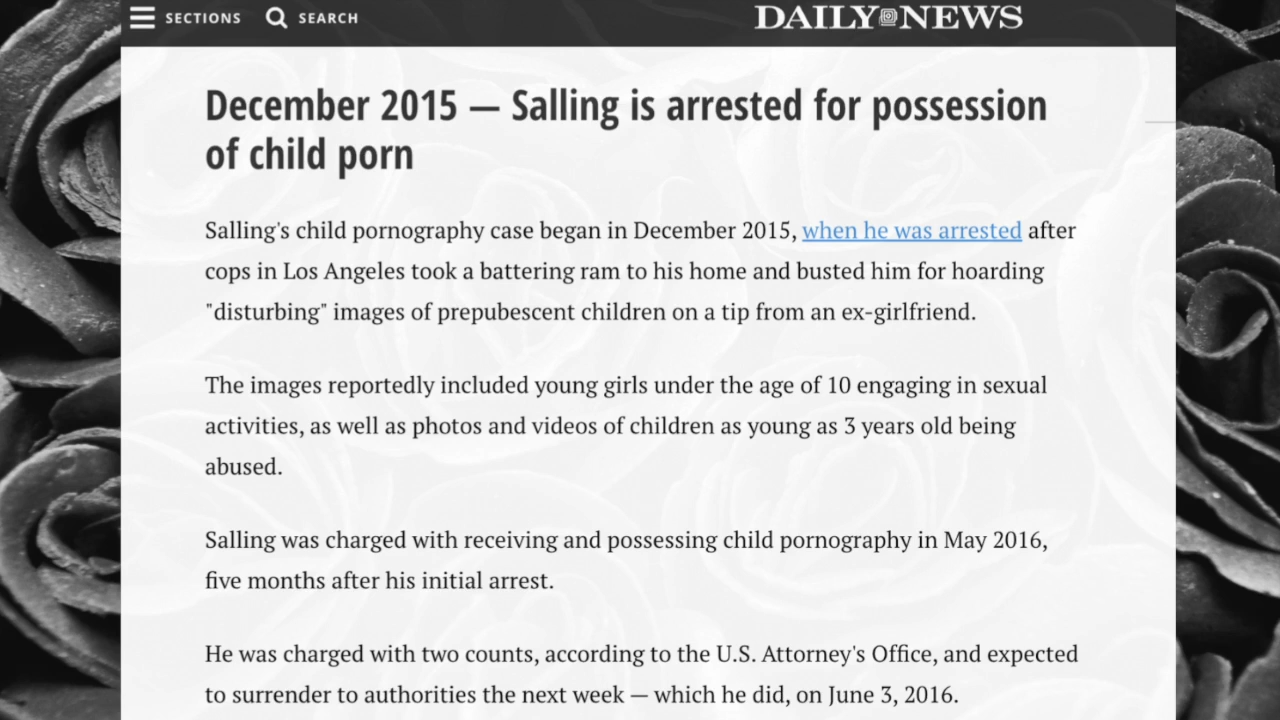 SECTIONS SEARCH DAILY NEWS
December 2015 — Salling is arrested for possession
of child porn
Salling's child pornography case began in December 2015, when he was arrested after
cops in Los Angeles took a battering ram to his home and busted him for hoarding
"disturbing" images of prepubescent children on a tip from an ex-girlfriend.
The images reportedly included young girls under the age of 10 engaging in sexual
activities, as well as photos and videos of children as young as 3 years old being
abused.
Salling was charged with receiving and possessing child pornography in May 2016,
five months after his initial arrest.
He was charged with two counts, according to the U.S. Attorney's Office, and expected
to surrender to authorities the next week — which he did, on June 3, 2016.